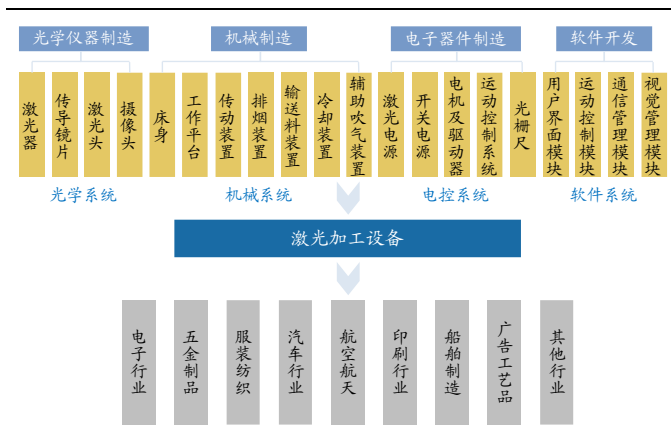 光学仪器制造
机械制造
电子器件制造
软件开发
激光器
传导镜片
激光头
摄像头
床身
工作平台
传动装置
排烟装置
输送料装置
冷却装置
辅助吹气装置
激光电源
开关电源
电机及驱动器
运动控制系统
光栅尺
用户界面模块
运动控制模块
通信管理模块
视觉管理模块
光学系统
机械系统
电控系统
软件系统
激光加工设备
电子行业
五金制品
服装纺织
汽车行业
航空航天
印刷行业
船舶制造
广告工艺品
其他行业